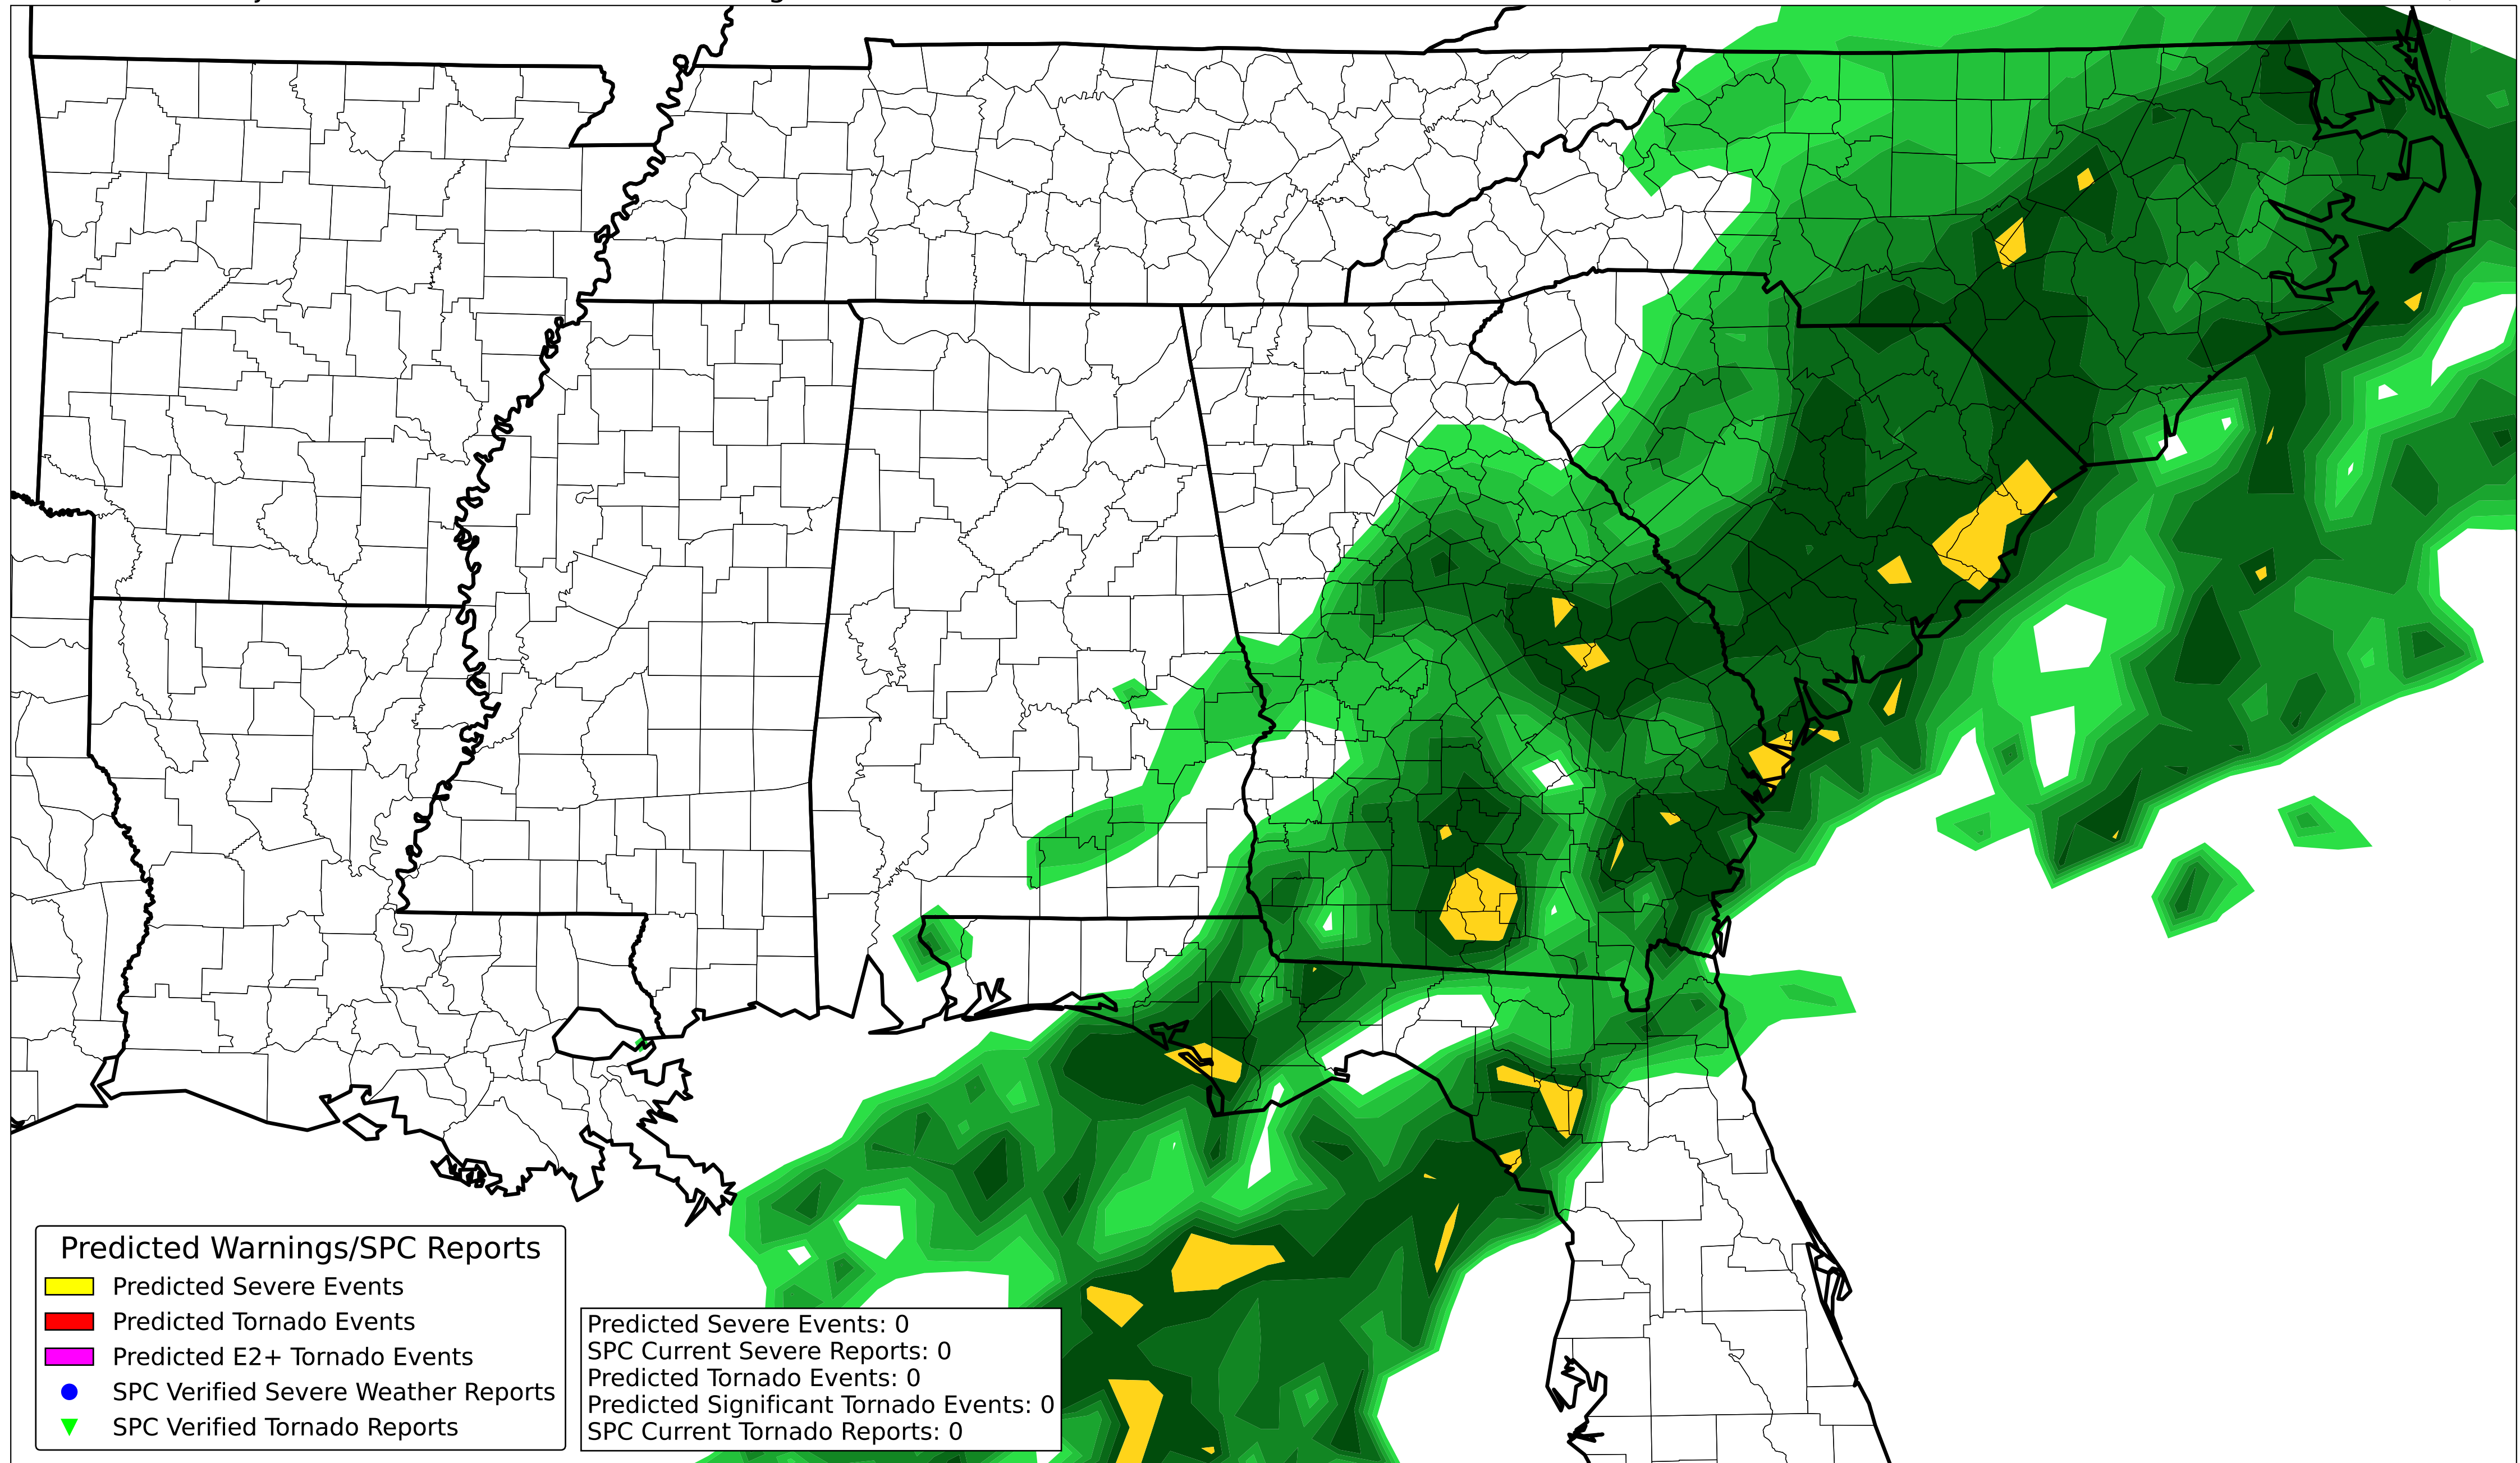 Predicted Warnings/SPC Reports
Predicted Severe Events
Predicted Tornado Events
Predicted E2+ Tornado Events
SPC Verified Severe Weather Reports
SPC Verified Tornado Reports
Predicted Severe Events: 0
SPC Current Severe Reports: 0
Predicted Tornado Events: 0
Predicted Significant Tornado Events: 0
SPC Current Tornado Reports: 0